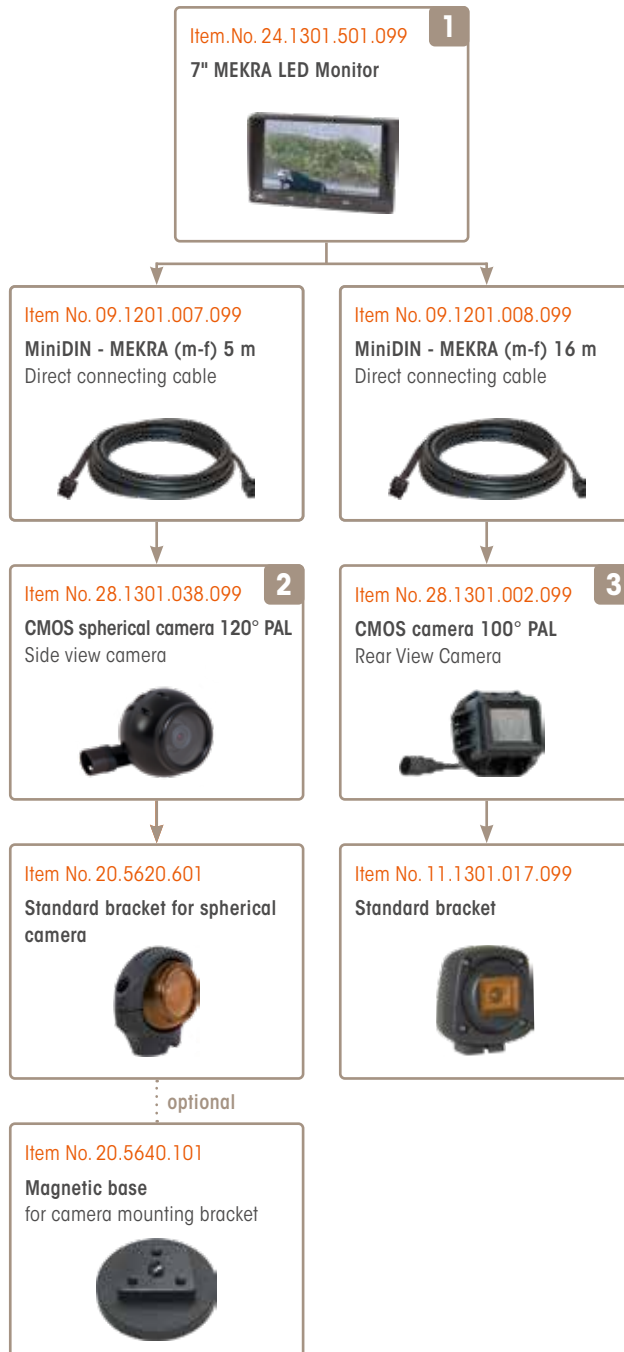 Item.No. 24.1301.501.099
1
7" MEKRA LED Monitor
Item No. 09.1201.007.099
MiniDIN - MEKRA (m-f) 5 m
Direct connecting cable
Item No. 09.1201.008.099
MiniDIN - MEKRA (m-f) 16 m
Direct connecting cable
Item No. 28.1301.038.099
2
CMOS spherical camera 120° PAL
Side view camera
Item No. 28.1301.002.099
3
CMOS camera 100° PAL
Rear View Camera
Item No. 20.5620.601
Standard bracket for spherical
camera
Item No. 11.1301.017.099
Standard bracket
optional
Item No. 20.5640.101
Magnetic base
for camera mounting bracket